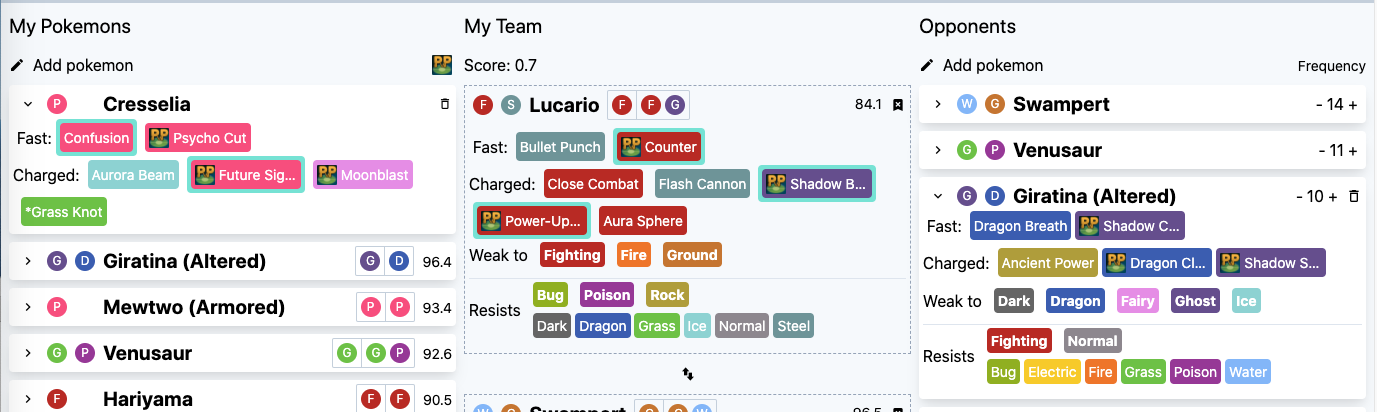 My Pokemons
Add pokemon
P Cresselia
Fast: Confusion PP Psycho Cut
Charged: Aurora Beam PP Future Sig... PP Moonblast
*Grass Knot
G D Giratina (Altered) G D 96.4
P Mewtwo (Armored) P P 93.4
G P Venusaur G G P 92.6
F Hariyama F F 90.5
My Team
Score: 0.7
F S Lucario F F G 84.1
Fast: Bullet Punch PP Counter
Charged: Close Combat Flash Cannon PP Shadow B...
PP Power-Up... Aura Sphere
Weak to Fighting Fire Ground
Resists Bug Poison Rock
Dark Dragon Grass Ice Normal Steel
W G Swampert G G W 96.5
Opponents
Add pokemon Frequency
W G Swampert - 14 +
G P Venusaur - 11 +
G D Giratina (Altered) - 10 +
Fast: Dragon Breath PP Shadow C...
Charged: Ancient Power PP Dragon Cl... PP Shadow S...
Weak to Dark Dragon Fairy Ghost Ice
Resists Fighting Normal
Bug Electric Fire Grass Poison Water